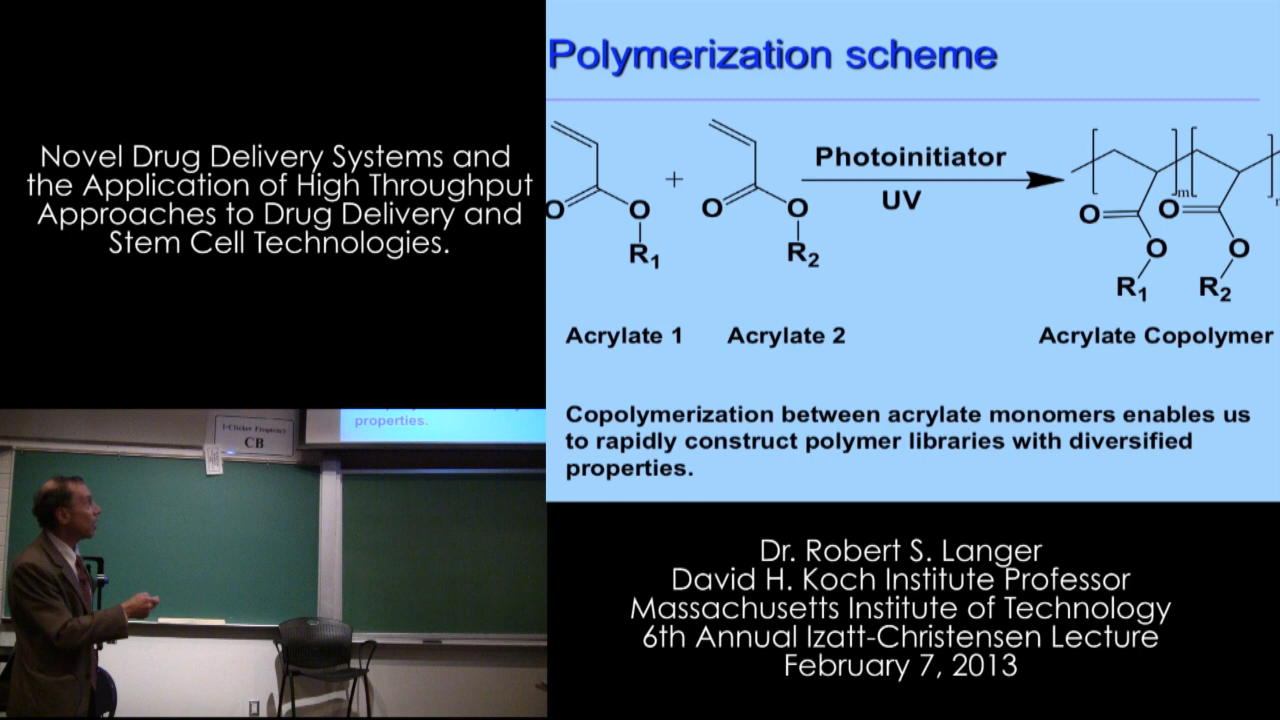 Novel Drug Delivery Systems and
the Application of High Throughput
Approaches to Drug Delivery and
Stem Cell Technologies.
Polymerization scheme
O O R1
+
O O R2
Photoinitiator
UV
m
O O R1
O O R2
Acrylate 1 Acrylate 2 Acrylate Copolymer
Copolymerization between acrylate monomers enables us
to rapidly construct polymer libraries with diversified
properties.
properties.
I-Clicker Frequency
CB
Dr. Robert S. Langer
David H. Koch Institute Professor
Massachusetts Institute of Technology
6th Annual Izatt-Christensen Lecture
February 7, 2013